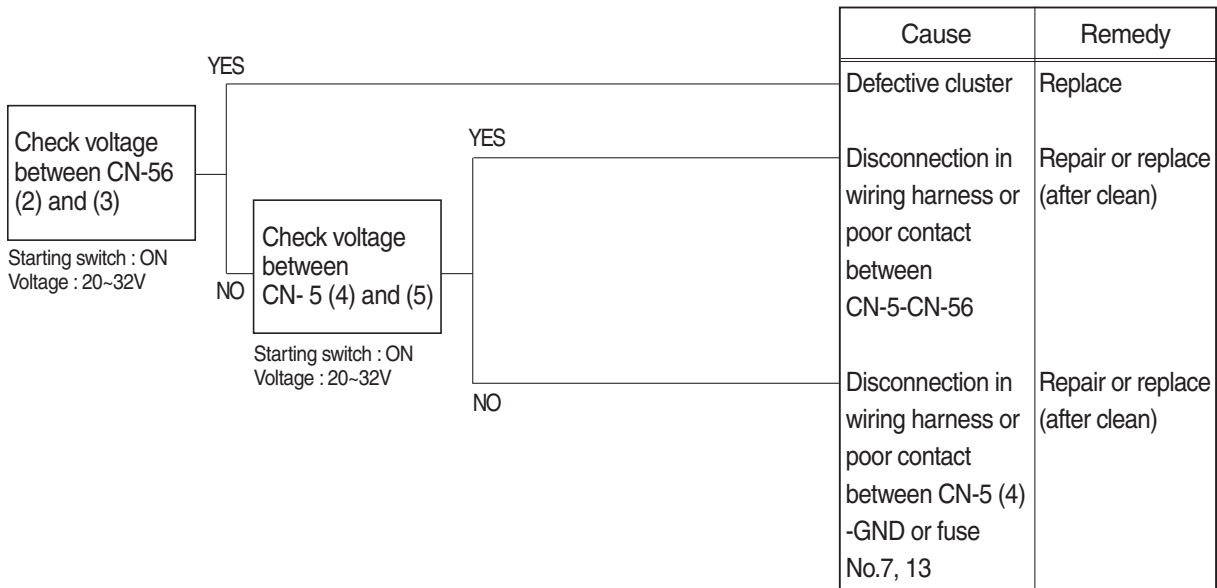 Cause
Remedy
YES
Defective cluster
Replace
Check voltage
between CN-56
(2) and (3)
Starting switch : ON
Voltage : 20~32V
NO
Check voltage
between
CN- 5 (4) and (5)
Starting switch : ON
Voltage : 20~32V
YES
Disconnection in
wiring harness or
poor contact
between
CN-5-CN-56
Repair or replace
(after clean)
NO
Disconnection in
wiring harness or
poor contact
between CN-5 (4)
-GND or fuse
No.7, 13
Repair or replace
(after clean)